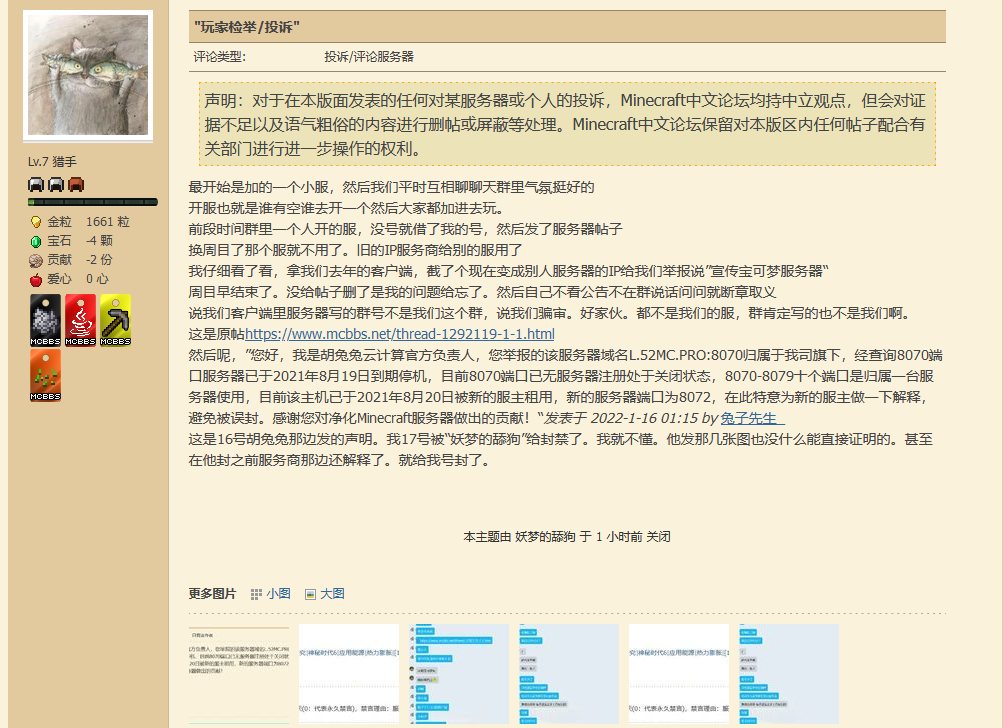 "玩家检举/投诉"
评论类型: 投诉/评论服务器
声明：对于在本版面发表的任何对某服务器或个人的投诉，Minecraft中文论坛均持中立观点，但会对证
据不足以及语气粗俗的内容进行删帖或屏蔽等处理。Minecraft中文论坛保留对本版区内任何帖子配合有
关部门进行进一步操作的权利。
Lv.7 猎手
金粒 1661 粒
宝石 -4 颗
贡献 -2 份
爱心 0 心
MCBBS
MCBBS
MCBBS
MCBBS
最开始是加的一个小服，然后我们平时互相聊聊天群里气氛挺好的
开服也就是谁有空谁去开一个然后大家都加进去玩。
前段时间群里一个人开的服，没号就借了我的号，然后发了服务器帖子
换周目了那个服就不用了。旧的IP服务商给别的服用了
我仔细看了看，拿我们去年的客户端，截了个现在变成别人服务器的IP给我们举报说”宣传宝可梦服务器“
周目早结束了。没给帖子删了是我的问题给忘了。然后自己不看公告不在群说话问问就断章取义
说我们客户端里服务器写的群号不是我们这个群，说我们骗审。好家伙。都不是我们的服，群肯定写的也不是我们啊。
这是原帖https://www.mcbbs.net/thread-1292119-1-1.html
然后呢，”您好，我是胡兔兔云计算官方负责人，您举报的该服务器域名L.52MC.PRO:8070归属于我司旗下，经查询8070端
口服务器已于2021年8月19日到期停机，目前8070端口已无服务器注册处于关闭状态，8070-8079十个端口是归属一台服
务器使用，目前该主机已于2021年8月20日被新的服主租用，新的服务器端口为8072，在此特意为新的服主做一下解释，
避免被误封。感谢您对净化Minecraft服务器做出的贡献！“发表于 2022-1-16 01:15 by 兔子先生_
这是16号胡兔兔那边发的声明。我17号被“妖梦的舔狗”给封禁了。我就不懂。他发那几张图也没什么能直接证明的。甚至
在他封之前服务商那边还解释了。就给我号封了。
本主题由 妖梦的舔狗 于 1 小时前 关闭
更多图片 小图 大图